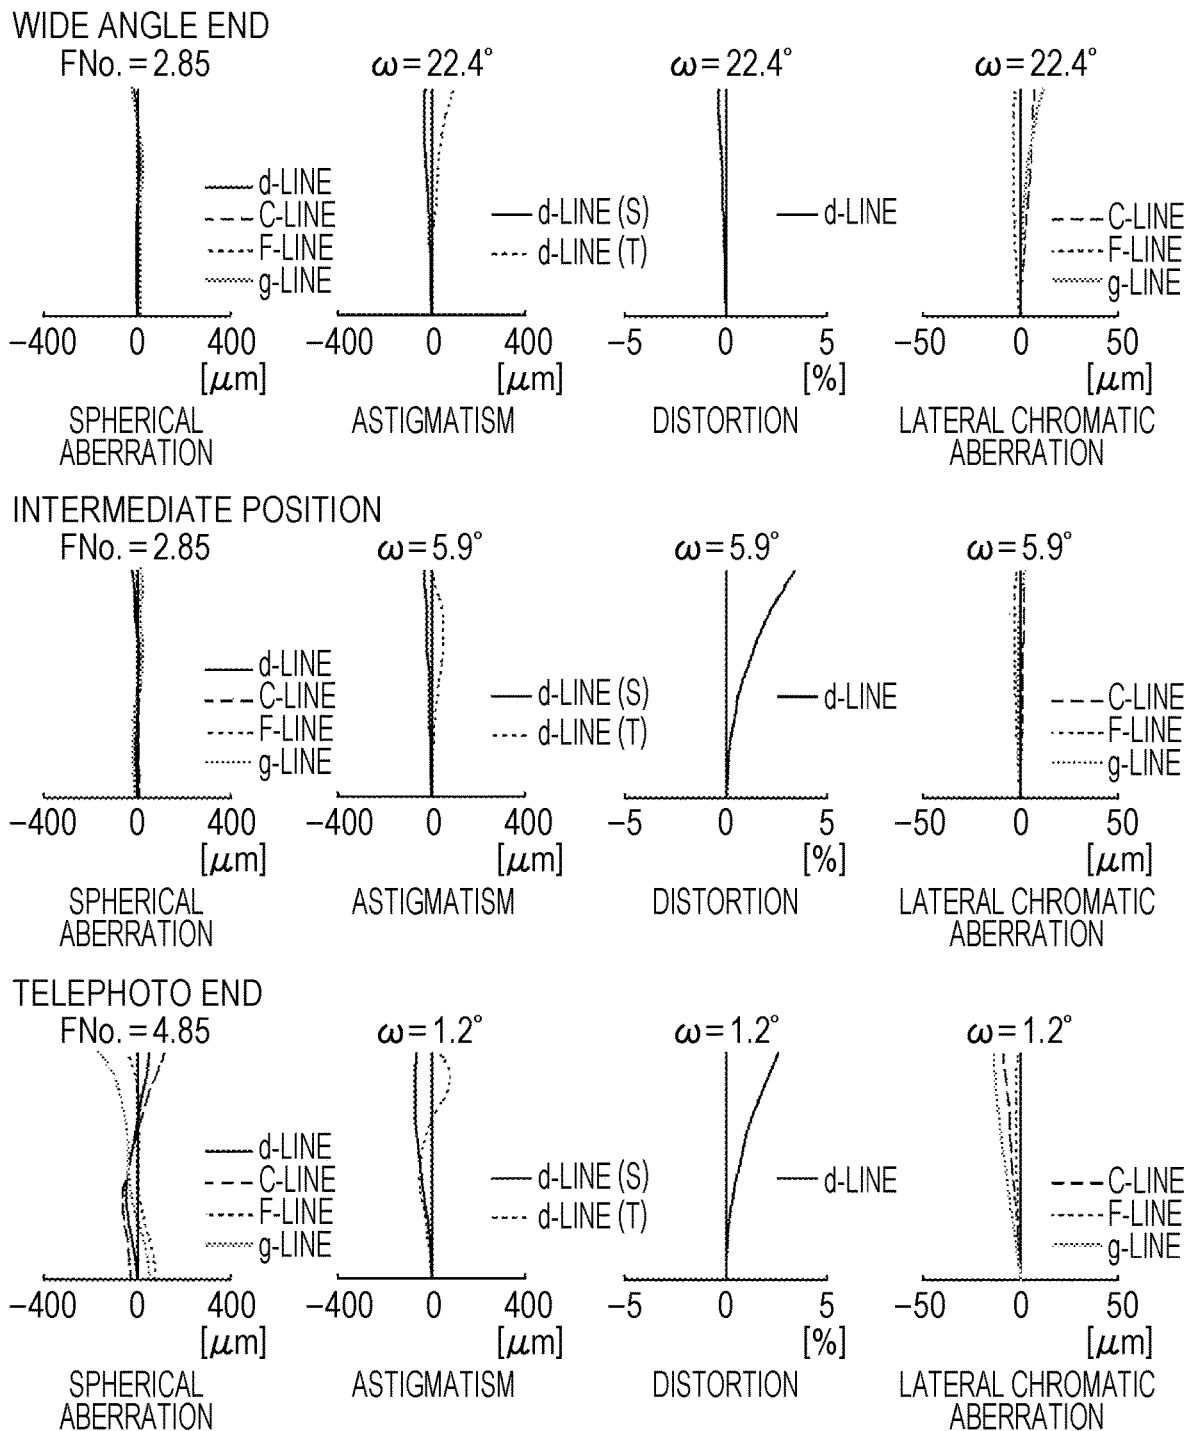 WIDE ANGLE END
FNo. = 2.85
ω = 22.4°
ω = 22.4°
ω = 22.4°
d-LINE
C-LINE
F-LINE
g-LINE
d-LINE (S)
d-LINE (T)
d-LINE
C-LINE
F-LINE
g-LINE
−400 0 400
[μm]
−400 0 400
[μm]
−5 0 5
[%]
−50 0 50
[μm]
SPHERICAL
ABERRATION
ASTIGMATISM
DISTORTION
LATERAL CHROMATIC
ABERRATION
INTERMEDIATE POSITION
FNo. = 2.85
ω = 5.9°
ω = 5.9°
ω = 5.9°
d-LINE
C-LINE
F-LINE
g-LINE
d-LINE (S)
d-LINE (T)
d-LINE
C-LINE
F-LINE
g-LINE
−400 0 400
[μm]
−400 0 400
[μm]
−5 0 5
[%]
−50 0 50
[μm]
SPHERICAL
ABERRATION
ASTIGMATISM
DISTORTION
LATERAL CHROMATIC
ABERRATION
TELEPHOTO END
FNo. = 4.85
ω = 1.2°
ω = 1.2°
ω = 1.2°
d-LINE
C-LINE
F-LINE
g-LINE
d-LINE (S)
d-LINE (T)
d-LINE
C-LINE
F-LINE
g-LINE
−400 0 400
[μm]
−400 0 400
[μm]
−5 0 5
[%]
−50 0 50
[μm]
SPHERICAL
ABERRATION
ASTIGMATISM
DISTORTION
LATERAL CHROMATIC
ABERRATION